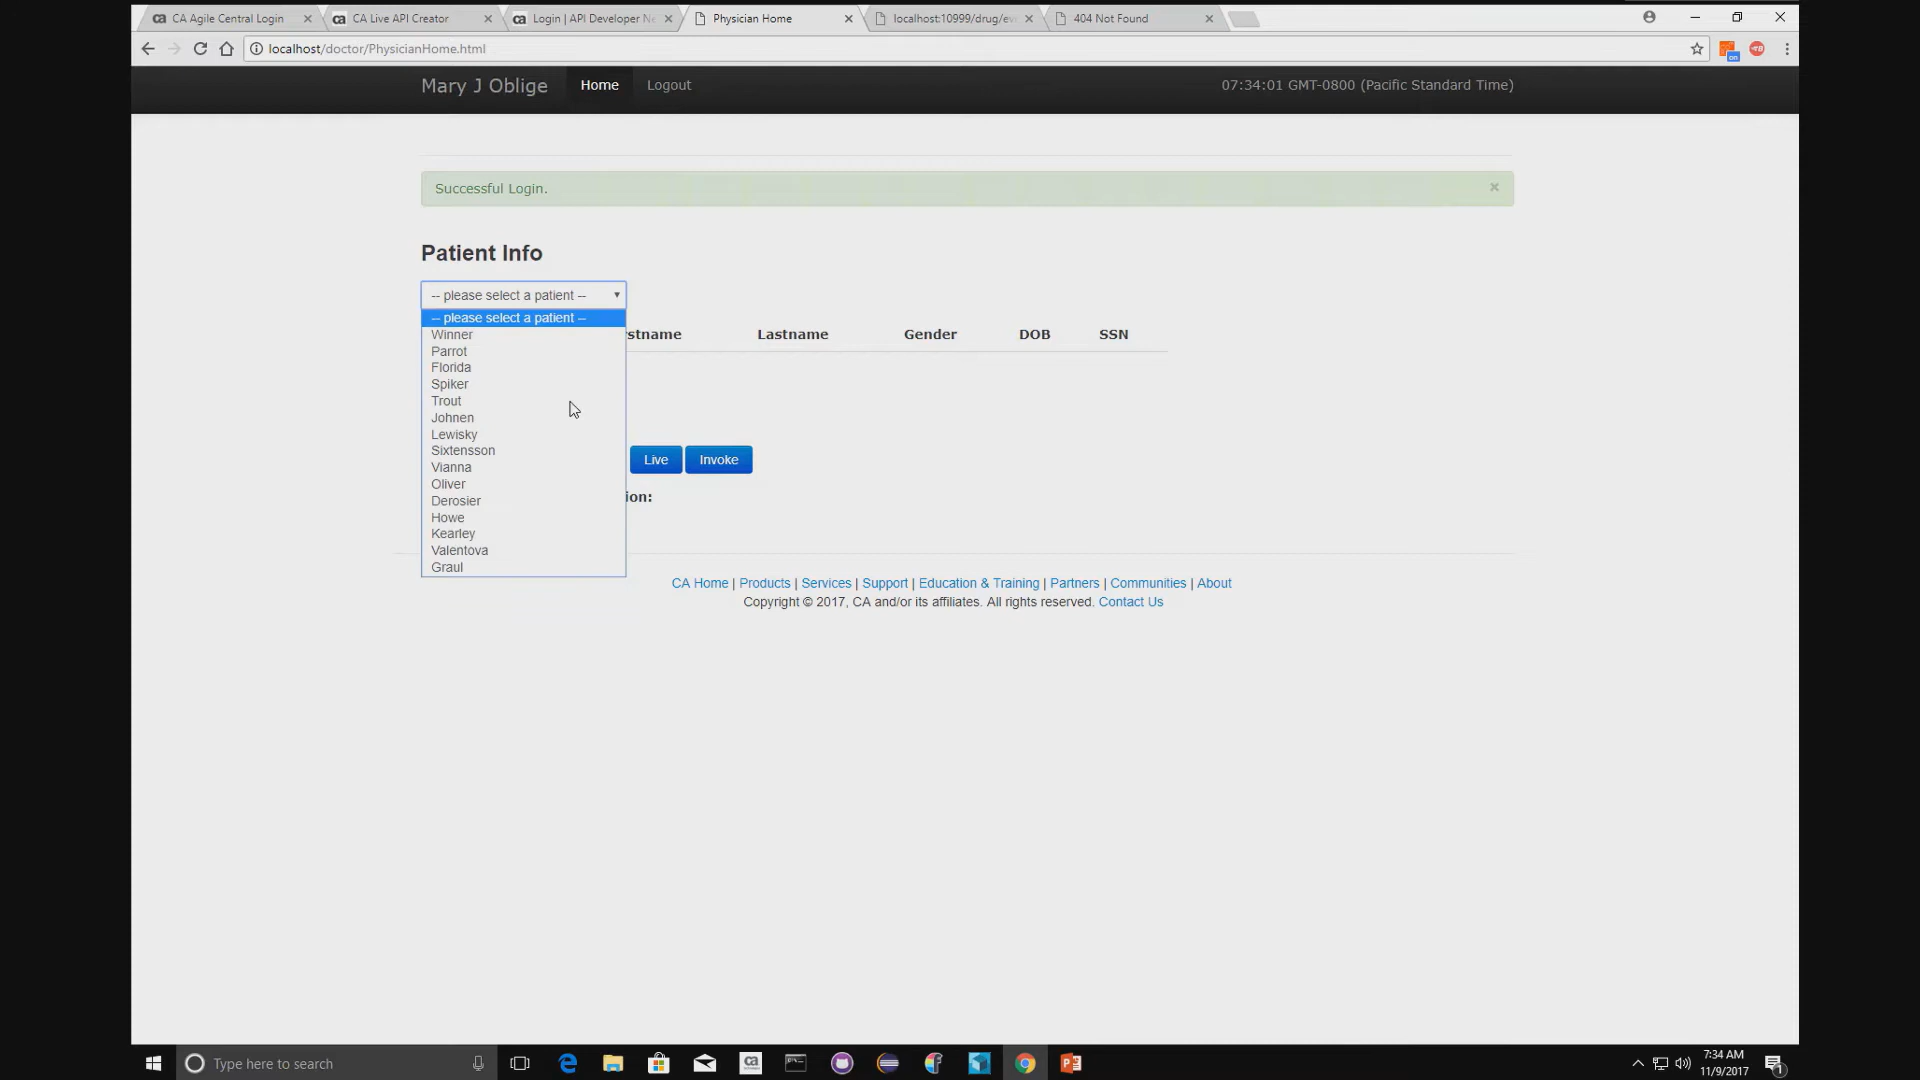 CA Agile Central Login
CA Live API Creator
Login | API Developer Ne
Physician Home
localhost:10999/drug/eve
404 Not Found
localhost/doctor/PhysicianHome.html
on
Mary J Oblige
Home
Logout
07:34:01 GMT-0800 (Pacific Standard Time)
Successful Login.
Patient Info
-- please select a patient --
-- please select a patient --
Winner
Parrot
Florida
Spiker
Trout
Johnen
Lewisky
Sixtensson
Vianna
Oliver
Derosier
Howe
Kearley
Valentova
Graul
stname Lastname Gender DOB SSN
Live Invoke
ion:
CA Home | Products | Services | Support | Education & Training | Partners | Communities | About
Copyright © 2017, CA and/or its affiliates. All rights reserved. Contact Us
Type here to search
7:34 AM
11/9/2017